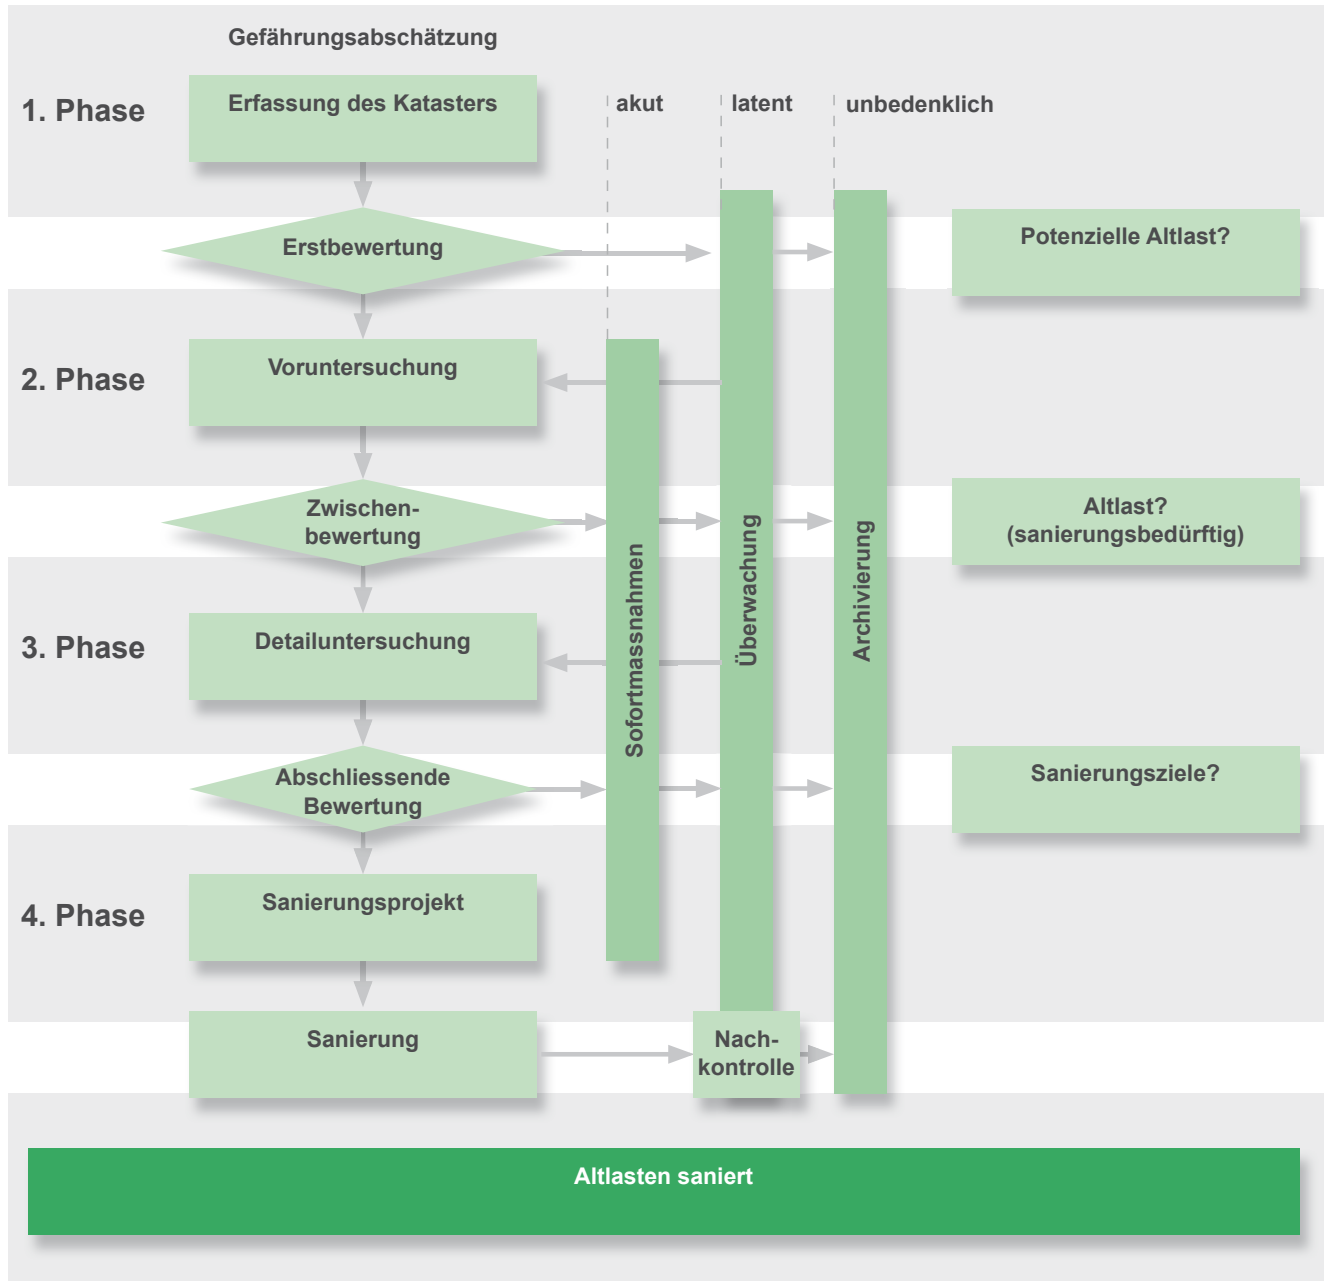 Gefährungsabschätzung
1. Phase
Erfassung des Katasters
akut
latent
unbedenklich
Erstbewertung
Potenzielle Altlast?
2. Phase
Voruntersuchung
Zwischen-
bewertung
Altlast?
(sanierungsbedürftig)
Sofortmassnahmen
Überwachung
Archivierung
3. Phase
Detailuntersuchung
Abschliessende
Bewertung
Sanierungsziele?
4. Phase
Sanierungsprojekt
Sanierung
Nach-
kontrolle
Altlasten saniert